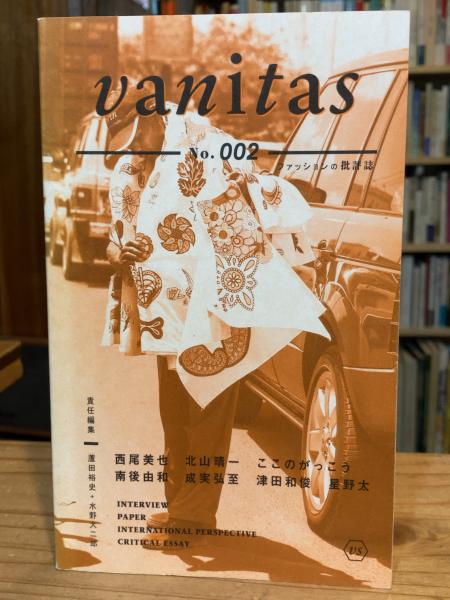 vanitas
No. 002
ファッションの批評誌
責任編集
蘆田裕史+水野大二郎
西尾美也 北山晴一 ここのがっこう
南後由和 成実弘至 津田和俊 星野太
INTERVIEW
PAPER
INTERNATIONAL PERSPECTIVE
CRITICAL ESSAY
VS